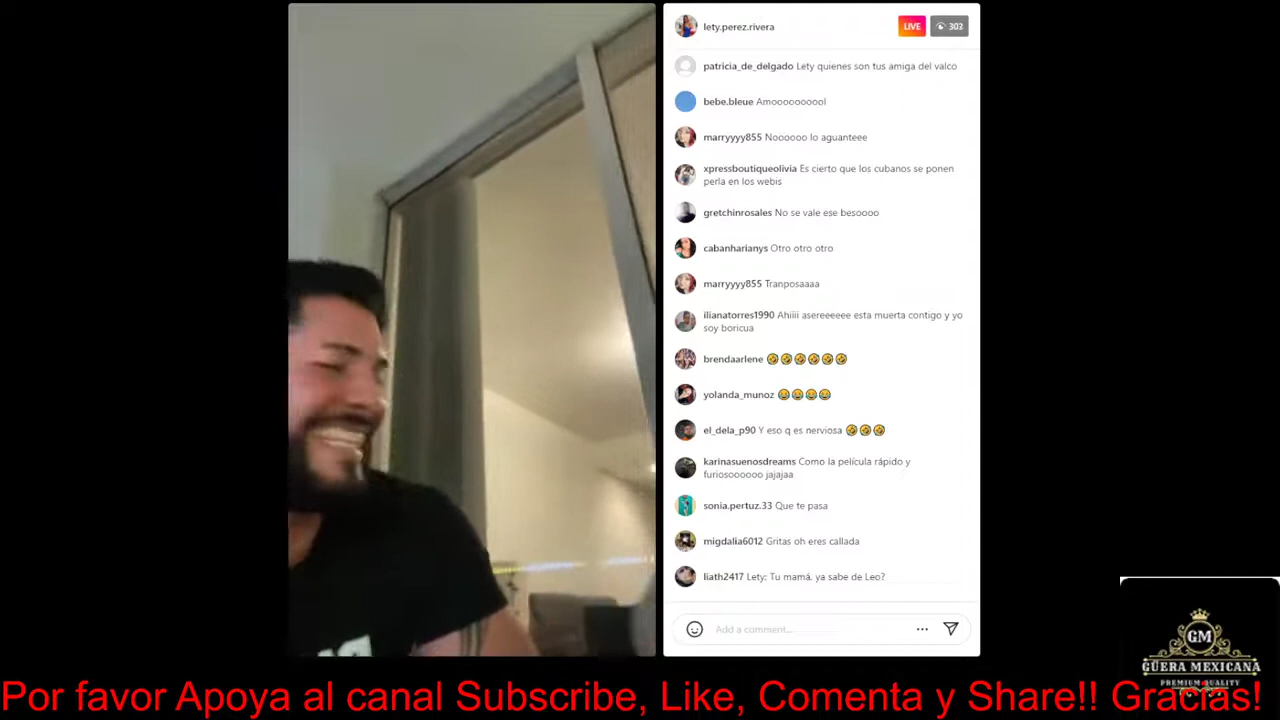 lety.perez.rivera
LIVE
303
patricia_de_delgado Lety quienes son tus amiga del valco
bebe.bleue Amoooooooool
marryyyy855 Noooooo lo aguanteee
xpressboutiqueolivia Es cierto que los cubanos se ponen
perla en los webis
gretchinrosales No se vale ese besoooo
cabanharianys Otro otro otro
marryyyy855 Tranposaaaa
ilianatorres1990 Ahiiii asereeeeee esta muerta contigo y yo
soy boricua
brendaarlene 🤣🤣🤣🤣🤣🤣
yolanda_munoz 😂😂😂😂
el_dela_p90 Y eso q es nerviosa 🤣🤣🤣
karinasuenosdreams Como la película rápido y
furiosooooo jajajaa
sonia.pertuz.33 Que te pasa
migdalia6012 Gritas oh eres callada
liath2417 Lety: Tu mamá. ya sabe de Leo?
Add a comment...
GM
GÜERA MEXICANA
PREMIUM QUALITY
Por favor Apoya al canal Subscribe, Like, Comenta y Share!! Gracias!